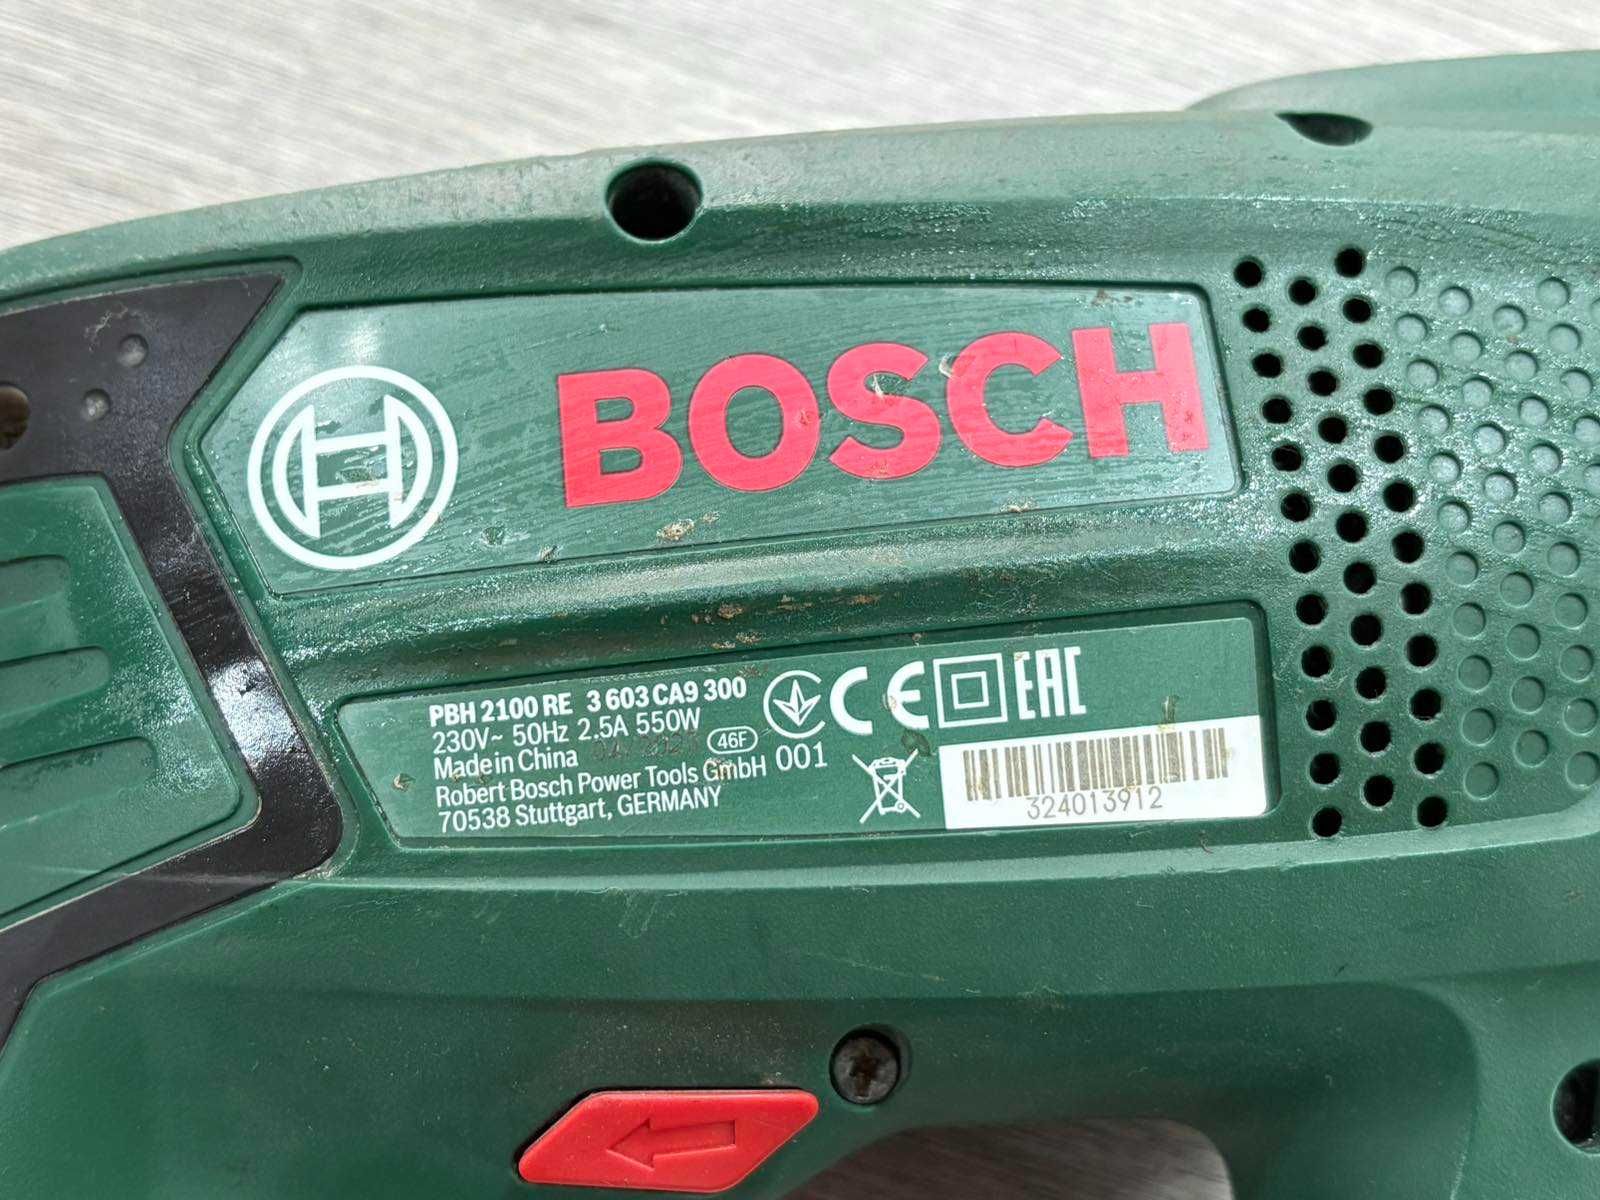 BOSCH
PBH 2100 RE 3 603 CA9 300
230V~ 50Hz 2.5A 550W
Made in China
46F
Robert Bosch Power Tools GmbH 001
70538 Stuttgart, GERMANY
CE
EAC
324013912